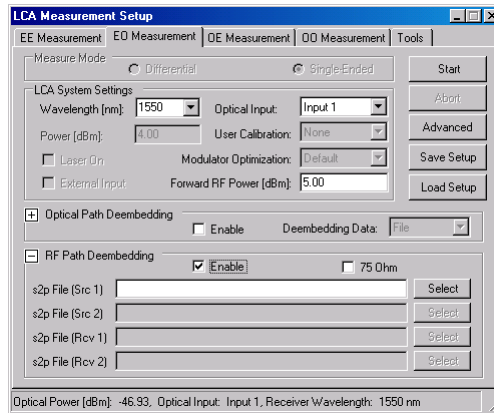 LCA Measurement Setup
EE Measurement EO Measurement OE Measurement OO Measurement Tools
Measure Mode
Differential Single-Ended Start
LCA System Settings
Wavelength [nm]: 1550 Optical Input: Input 1 Abort
Power [dBm]: 4.00 User Calibration: None Advanced
Laser On Modulator Optimization: Default Save Setup
External Input Forward RF Power [dBm]: 5.00 Load Setup
Optical Path Deembedding
Enable Deembedding Data: File
RF Path Deembedding
Enable 75 Ohm
s2p File (Src 1) Select
s2p File (Src 2) Select
s2p File (Rcv 1) Select
s2p File (Rcv 2) Select
Optical Power [dBm]: -46.93, Optical Input: Input 1, Receiver Wavelength: 1550 nm